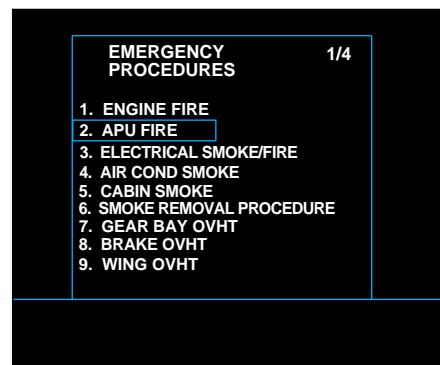 EMERGENCY 1/4
PROCEDURES
1. ENGINE FIRE
2. APU FIRE
3. ELECTRICAL SMOKE/FIRE
4. AIR COND SMOKE
5. CABIN SMOKE
6. SMOKE REMOVAL PROCEDURE
7. GEAR BAY OVHT
8. BRAKE OVHT
9. WING OVHT